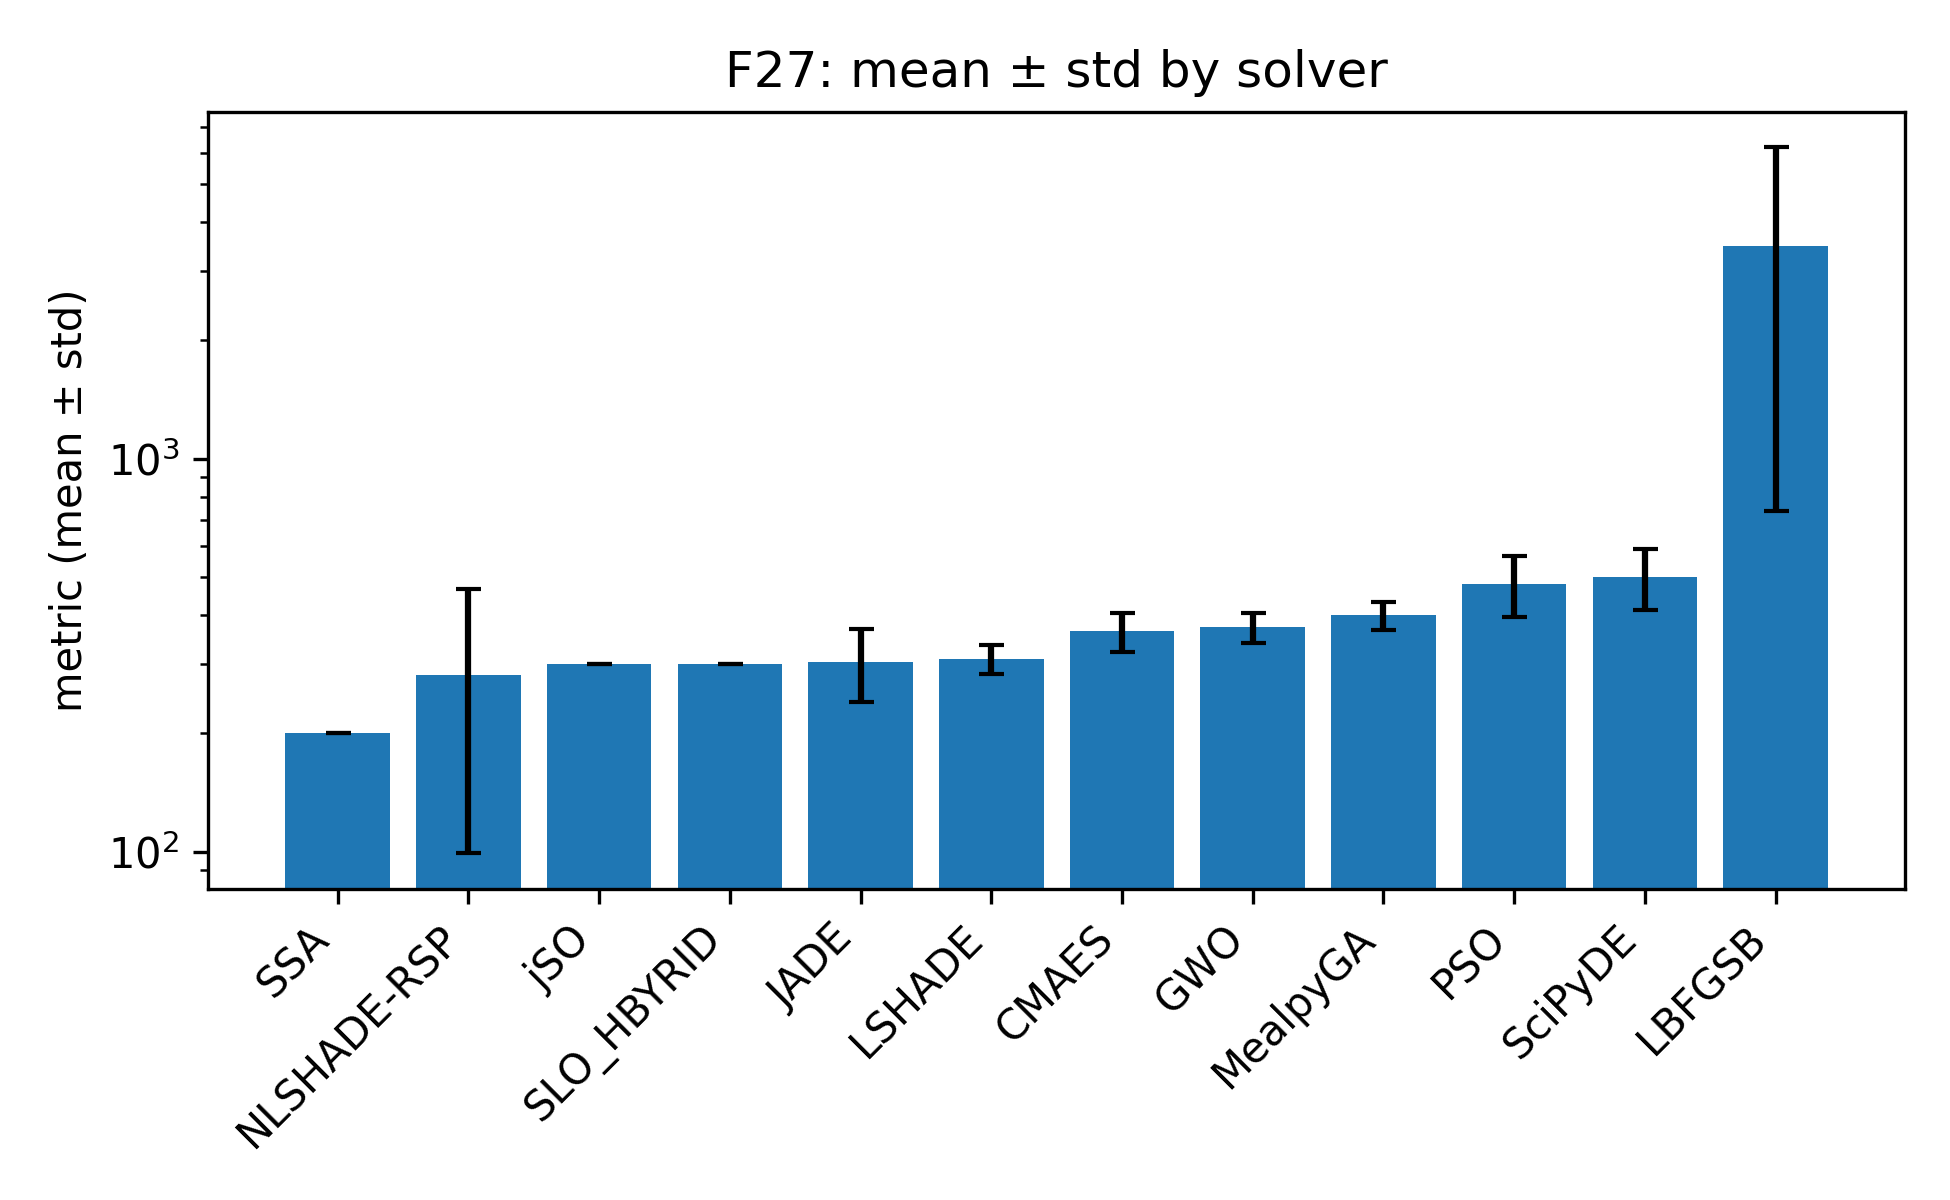 F27: mean ± std by solver
metric (mean ± std)
10³
10²
SSA
NLSHADE-RSP
jSO
SLO_HBYRID
JADE
LSHADE
CMAES
GWO
MealpyGA
PSO
SciPyDE
LBFGSB